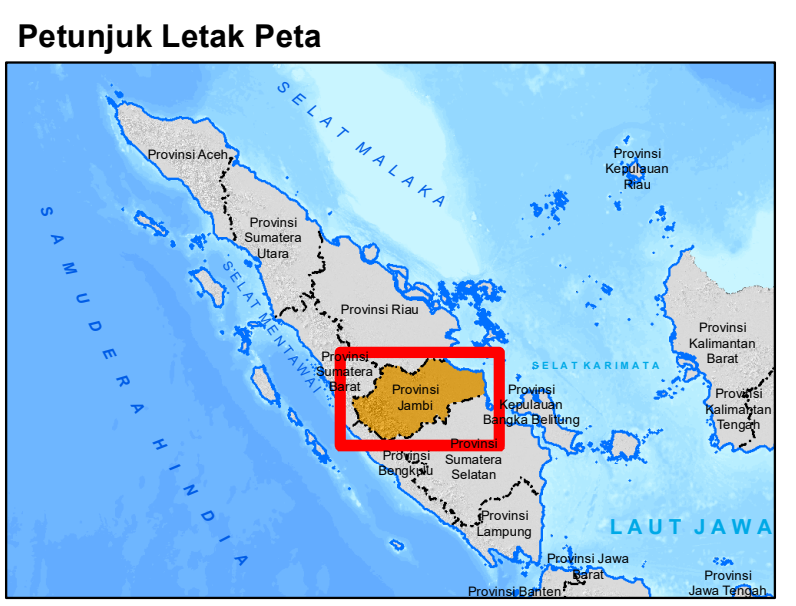 Petunjuk Letak Peta
SELAT MALAKA
Provinsi Aceh
Provinsi
Kepulauan
Riau
SAMUDERA HINDIA
Provinsi
Sumatera
Utara
SELAT MENTAWAI
Provinsi Riau
Provinsi
Kalimantan
Barat
Provinsi
Sumatera
Barat
SELAT KARIMATA
Provinsi
Jambi
Provinsi
Kepulauan
Bangka Belitung
Provinsi
Kalimantan
Tengah
Provinsi
Bengkulu
Provinsi
Sumatera
Selatan
Provinsi
Lampung
LAUT JAWA
Provinsi Jawa
Barat
Provinsi Banten
Provinsi
Jawa Tengah